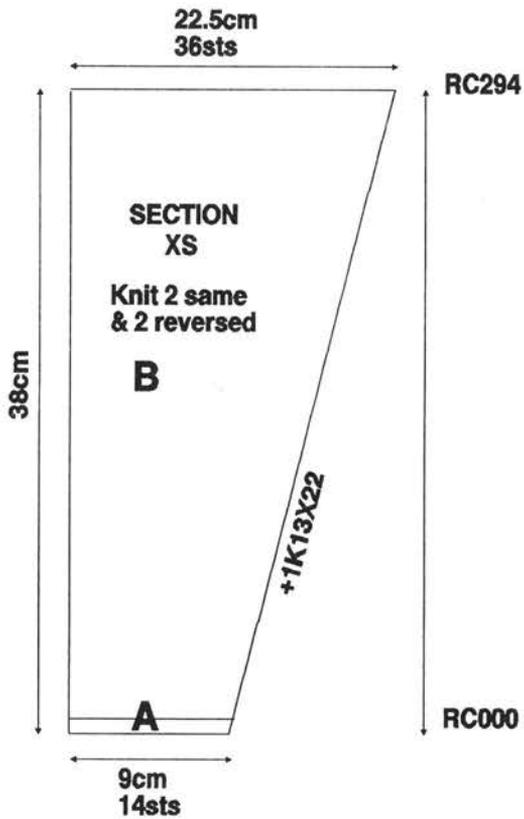 22.5cm
36sts
RC294
SECTION
XS
Knit 2 same
& 2 reversed
B
38cm
+1K13X22
A
RC000
9cm
14sts